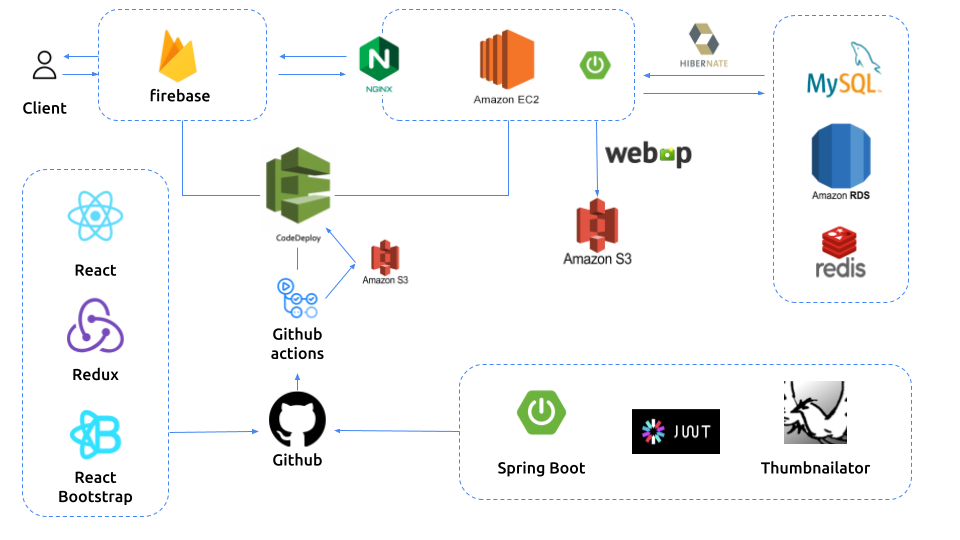 Client
firebase
NGINX
Amazon EC2
HIBERNATE
MySQL
Amazon RDS
redis
webp
Amazon S3
CodeDeploy
Amazon S3
Github
actions
Github
React
Redux
B
React
Bootstrap
Spring Boot
JWT
Thumbnailator